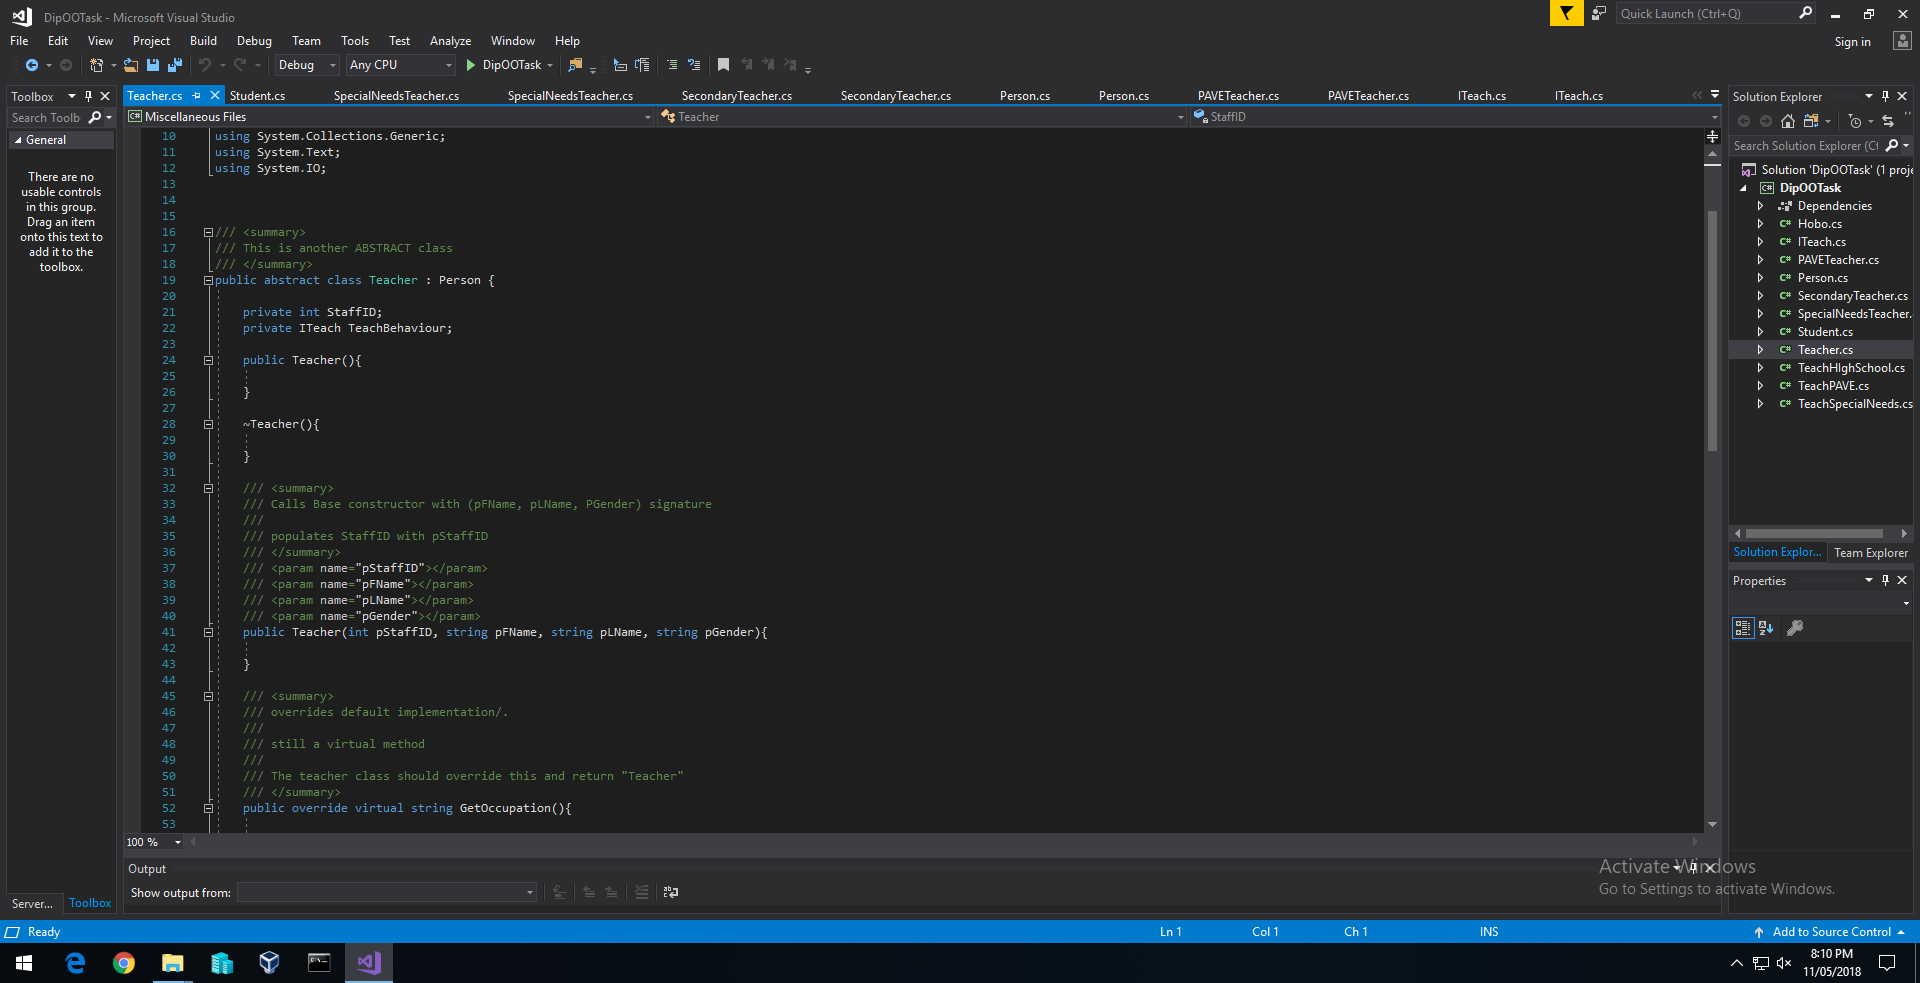 DipOOTask - Microsoft Visual Studio
Quick Launch (Ctrl+Q)
File Edit View Project Build Debug Team Tools Test Analyze Window Help
Sign in
Debug Any CPU DipOOTask
Toolbox
Search Toolb
General
There are no
usable controls
in this group.
Drag an item
onto this text to
add it to the
toolbox.
Server...
Toolbox
Teacher.cs Student.cs SpecialNeedsTeacher.cs SpecialNeedsTeacher.cs SecondaryTeacher.cs SecondaryTeacher.cs Person.cs Person.cs PAVETeacher.cs PAVETeacher.cs ITeach.cs ITeach.cs
C# Miscellaneous Files Teacher StaffID
10 using System.Collections.Generic;
11 using System.Text;
12 using System.IO;
13
14
15
16 /// <summary>
17 /// This is another ABSTRACT class
18 /// </summary>
19 public abstract class Teacher : Person {
20
21 private int StaffID;
22 private ITeach TeachBehaviour;
23
24 public Teacher(){
25
26 }
27
28 ~Teacher(){
29
30 }
31
32 /// <summary>
33 /// Calls Base constructor with (pFName, pLName, PGender) signature
34 ///
35 /// populates StaffID with pStaffID
36 /// </summary>
37 /// <param name="pStaffID"></param>
38 /// <param name="pFName"></param>
39 /// <param name="pLName"></param>
40 /// <param name="pGender"></param>
41 public Teacher(int pStaffID, string pFName, string pLName, string pGender){
42
43 }
44
45 /// <summary>
46 /// overrides default implementation/.
47 ///
48 /// still a virtual method
49 ///
50 /// The teacher class should override this and return "Teacher"
51 /// </summary>
52 public override virtual string GetOccupation(){
53
100 %
Output
Show output from:
Solution Explorer
Search Solution Explorer (Ct
Solution 'DipOOTask' (1 proje
C# DipOOTask
Dependencies
C# Hobo.cs
C# ITeach.cs
C# PAVETeacher.cs
C# Person.cs
C# SecondaryTeacher.cs
C# SpecialNeedsTeacher.
C# Student.cs
C# Teacher.cs
C# TeachHIghSchool.cs
C# TeachPAVE.cs
C# TeachSpecialNeeds.cs
Solution Explor... Team Explorer
Properties
Activate Windows
Go to Settings to activate Windows.
Ready Ln 1 Col 1 Ch 1 INS Add to Source Control
8:10 PM
11/05/2018